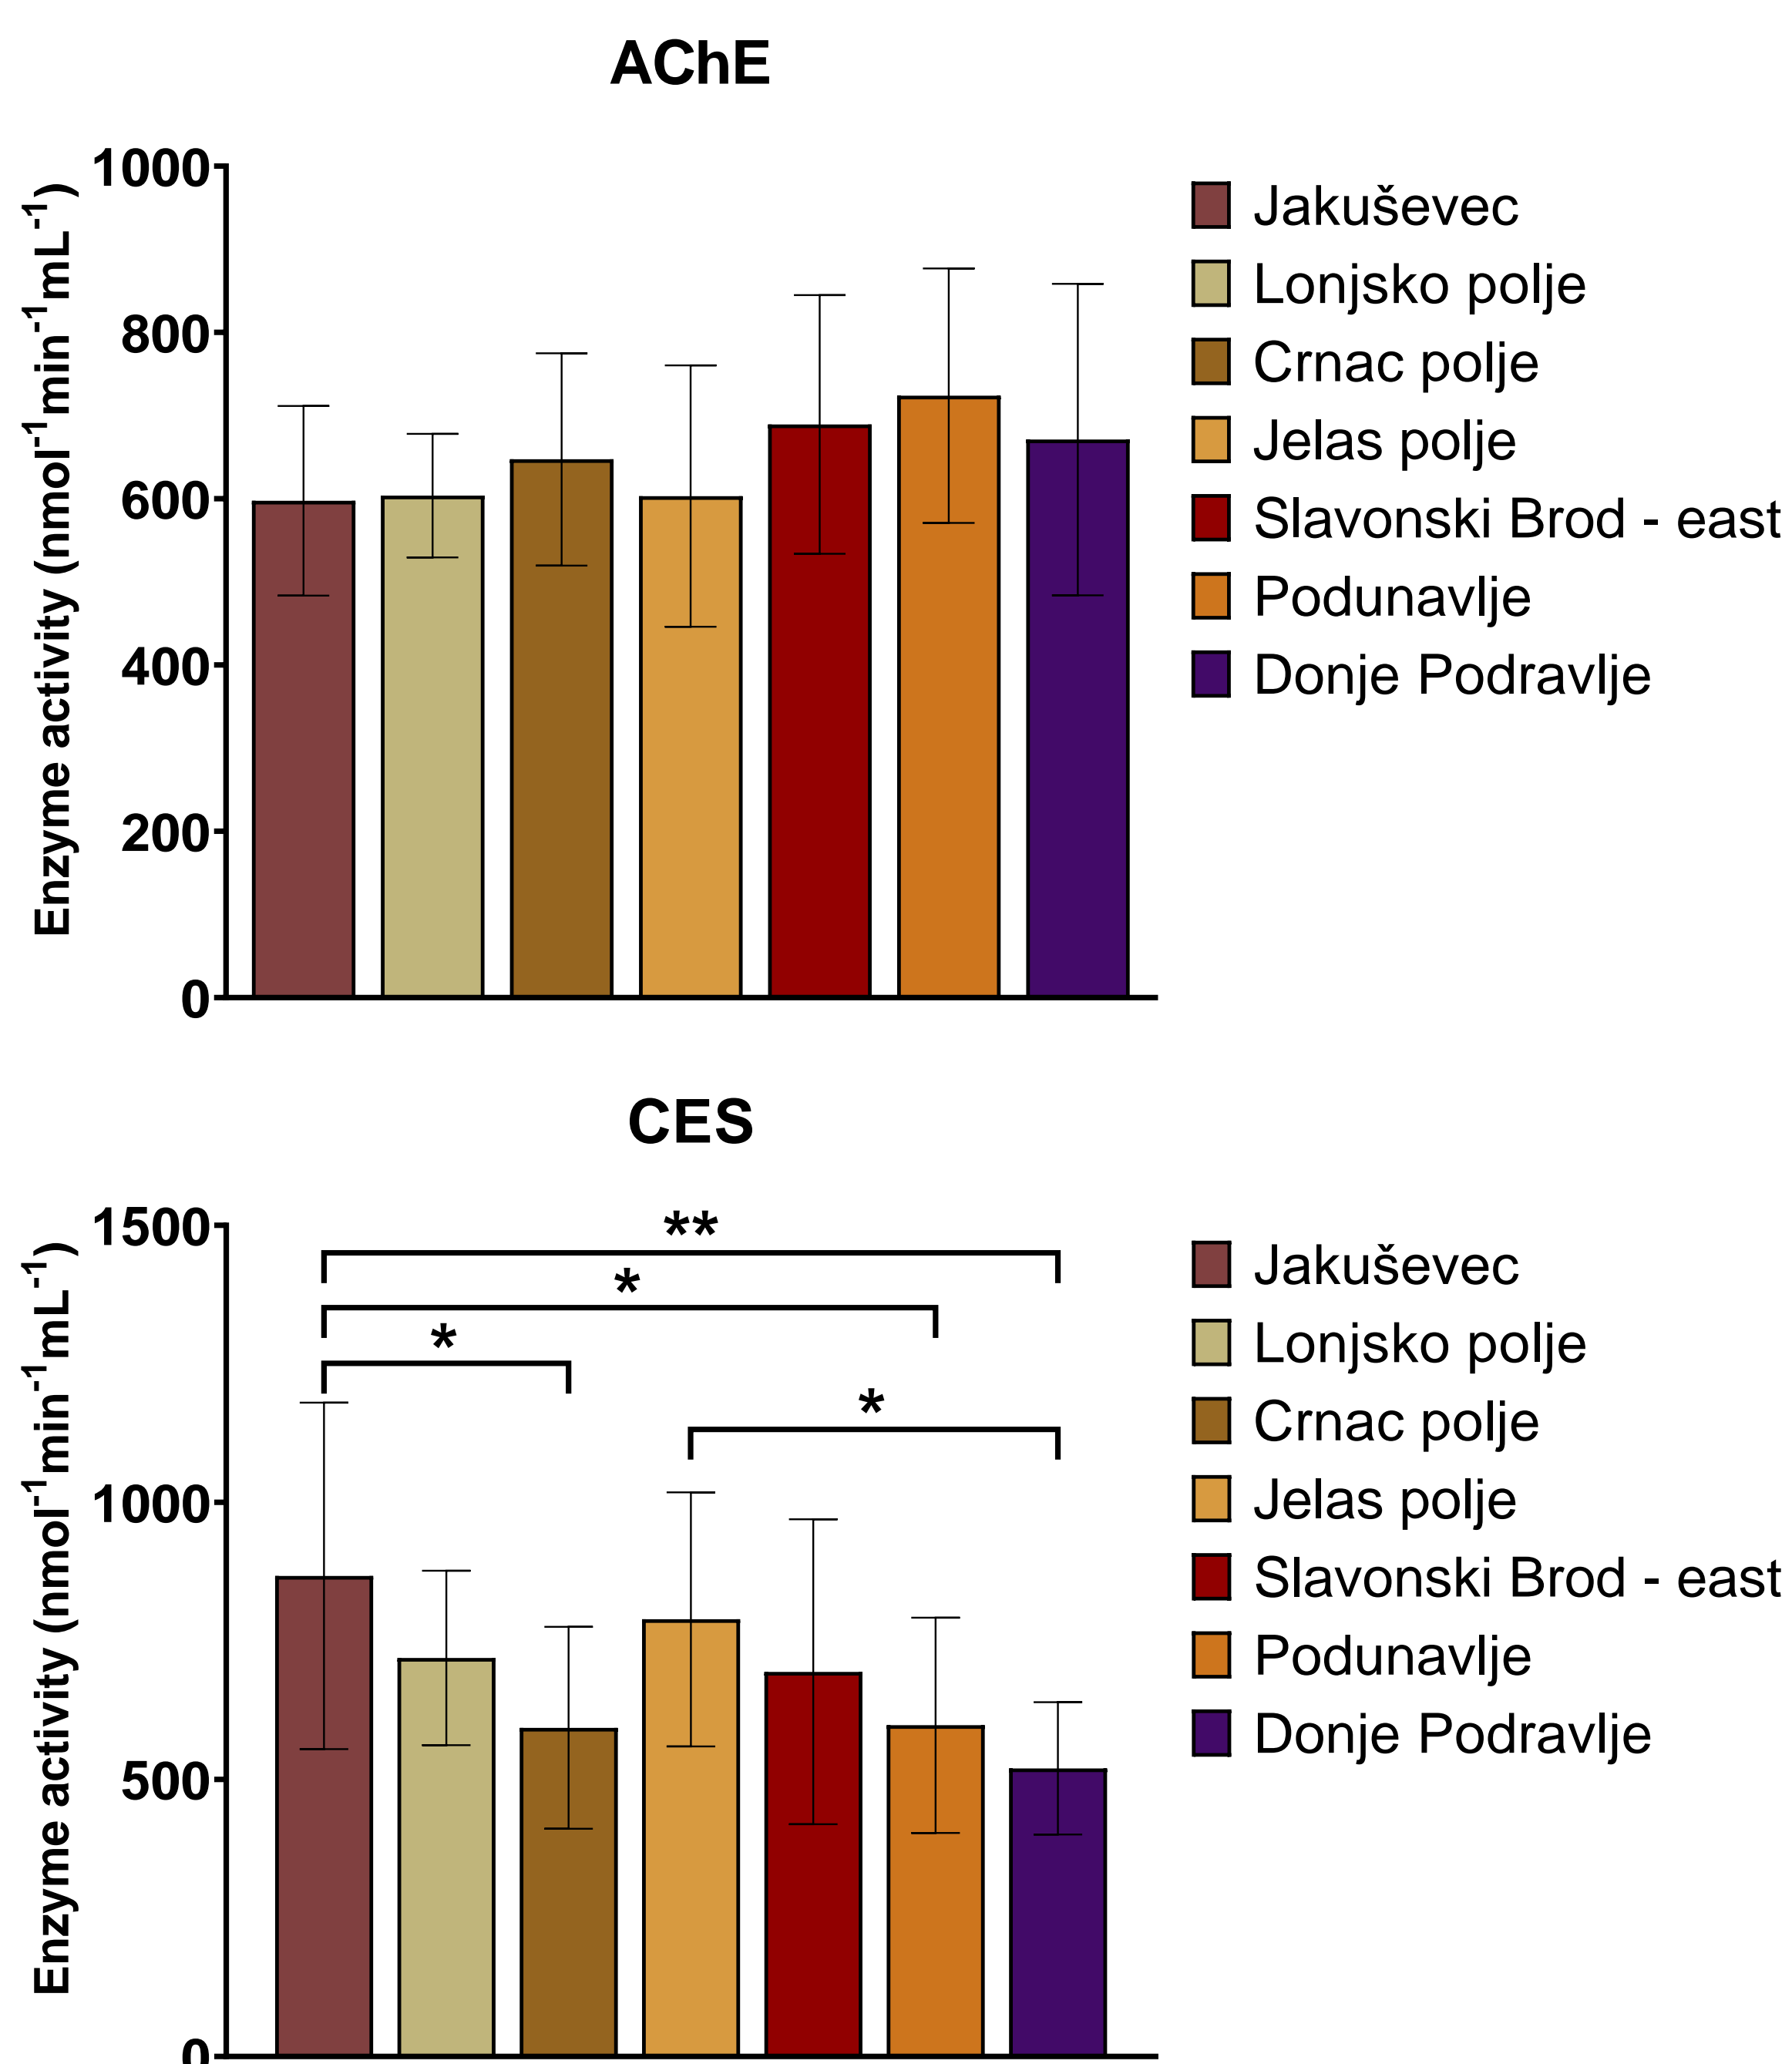 AChE
Enzyme activity (nmol⁻¹min⁻¹mL⁻¹)
1000
800
600
400
200
0
Jakuševec
Lonjsko polje
Crnac polje
Jelas polje
Slavonski Brod - east
Podunavlje
Donje Podravlje
CES
Enzyme activity (nmol⁻¹min⁻¹mL⁻¹)
1500
1000
500
0
**
*
*
*
Jakuševec
Lonjsko polje
Crnac polje
Jelas polje
Slavonski Brod - east
Podunavlje
Donje Podravlje